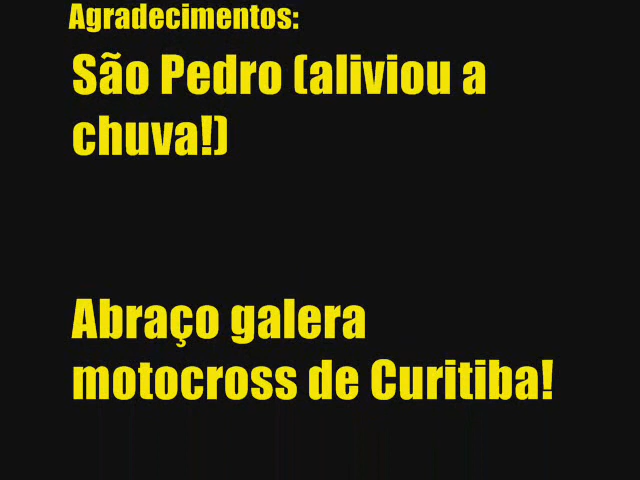 Agradecimentos:
São Pedro (aliviou a
chuva!)
Abraço galera
motocross de Curitiba!